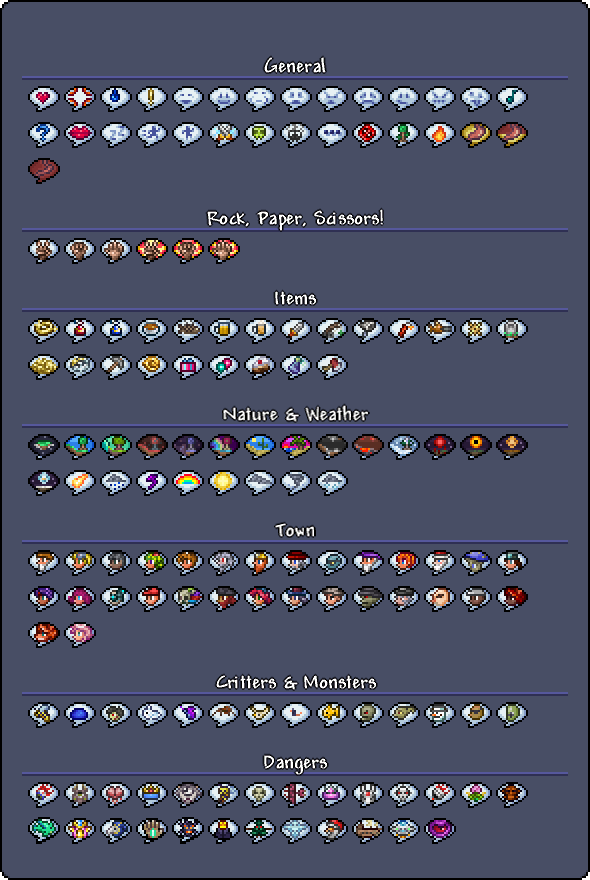 General
Rock, Paper, Scissors!
Items
Nature & Weather
Town
Critters & Monsters
Dangers